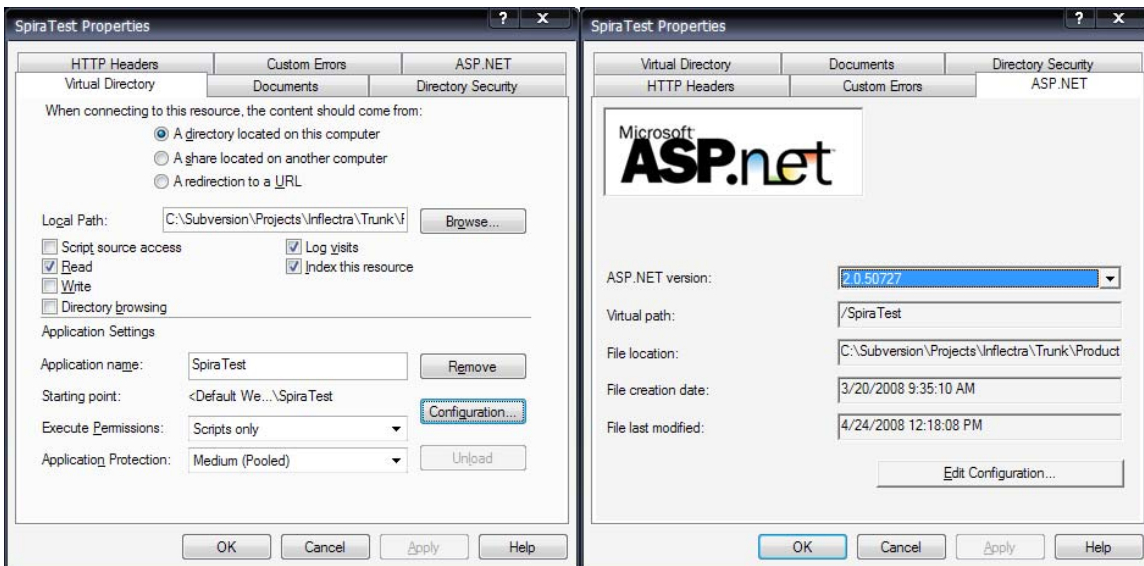 SpiraTest Properties
? X
HTTP Headers Custom Errors ASP.NET
Virtual Directory Documents Directory Security
When connecting to this resource, the content should come from:
A directory located on this computer
A share located on another computer
A redirection to a URL
Local Path: C:\Subversion\Projects\Inflectra\Trunk\F Browse...
Script source access Log visits
Read Index this resource
Write
Directory browsing
Application Settings
Application name: SpiraTest Remove
Starting point: <Default We...\SpiraTest
Configuration...
Execute Permissions: Scripts only
Application Protection: Medium (Pooled) Unload
OK Cancel Apply Help
SpiraTest Properties
? X
Virtual Directory Documents Directory Security
HTTP Headers Custom Errors ASP.NET
Microsoft
ASP.net
ASP.NET version: 2.0.50727
Virtual path: /SpiraTest
File location: C:\Subversion\Projects\Inflectra\Trunk\Product
File creation date: 3/20/2008 9:35:10 AM
File last modified: 4/24/2008 12:18:08 PM
Edit Configuration...
OK Cancel Apply Help